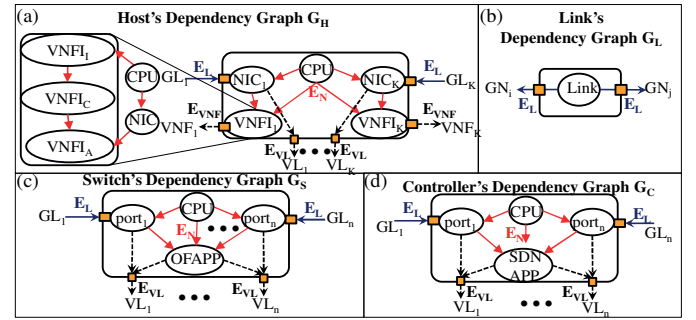 (a)
Host's Dependency Graph G_H
VNFI_I
CPU
VNFI_C
NIC
VNFI_A
GL_1
E_L
NIC_1
CPU
NIC_K
E_L
GL_K
E_N
VNF_1
E_VNF
VNFI_1
VNFI_K
E_VNF
VNF_K
E_VL
E_VL
VL_1
VL_K
(b)
Link's
Dependency Graph G_L
GN_i
E_L
Link
E_L
GN_j
(c)
Switch's Dependency Graph G_S
GL_1
E_L
port_1
CPU
port_n
E_L
GL_n
E_N
OFAPP
E_VL
E_VL
VL_1
VL_n
(d)
Controller's Dependency Graph G_C
GL_1
E_L
port_1
CPU
port_n
E_L
GL_n
E_N
SDN
APP
E_VL
E_VL
VL_1
VL_n